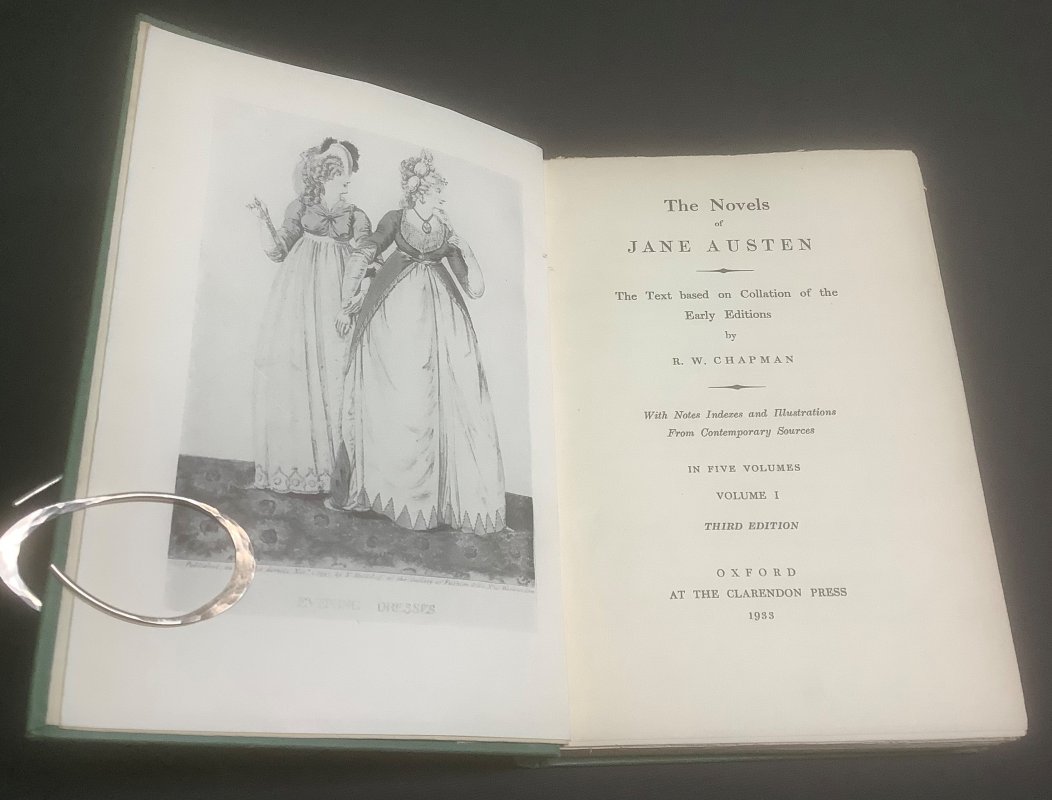 Published
EVENING DRESSES
The Novels
of
JANE AUSTEN
The Text based on Collation of the
Early Editions
by
R. W. CHAPMAN
With Notes Indexes and Illustrations
From Contemporary Sources
IN FIVE VOLUMES
VOLUME I
THIRD EDITION
OXFORD
AT THE CLARENDON PRESS
1933